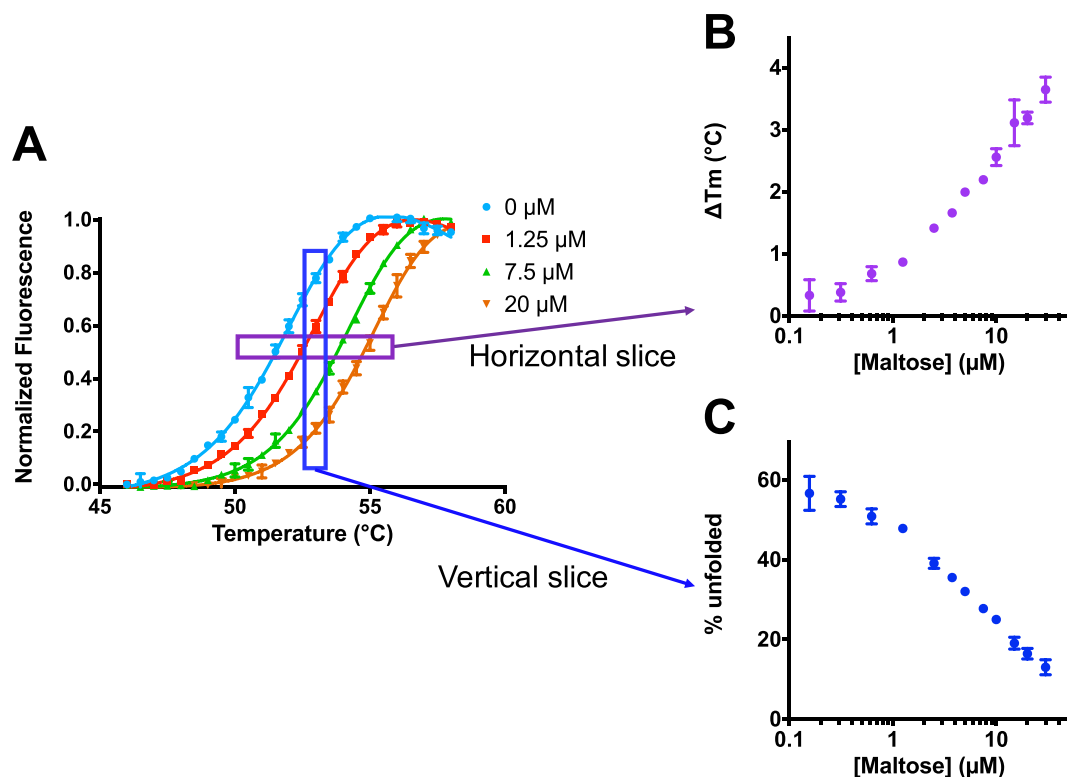 A
Normalized Fluorescence
1.0
0.8
0.6
0.4
0.2
0.0
45
50
55
60
Temperature (°C)
0 µM
1.25 µM
7.5 µM
20 µM
Horizontal slice
Vertical slice
B
ΔTm (°C)
4
3
2
1
0
0.1
1
10
[Maltose] (µM)
C
% unfolded
60
40
20
0
0.1
1
10
[Maltose] (µM)